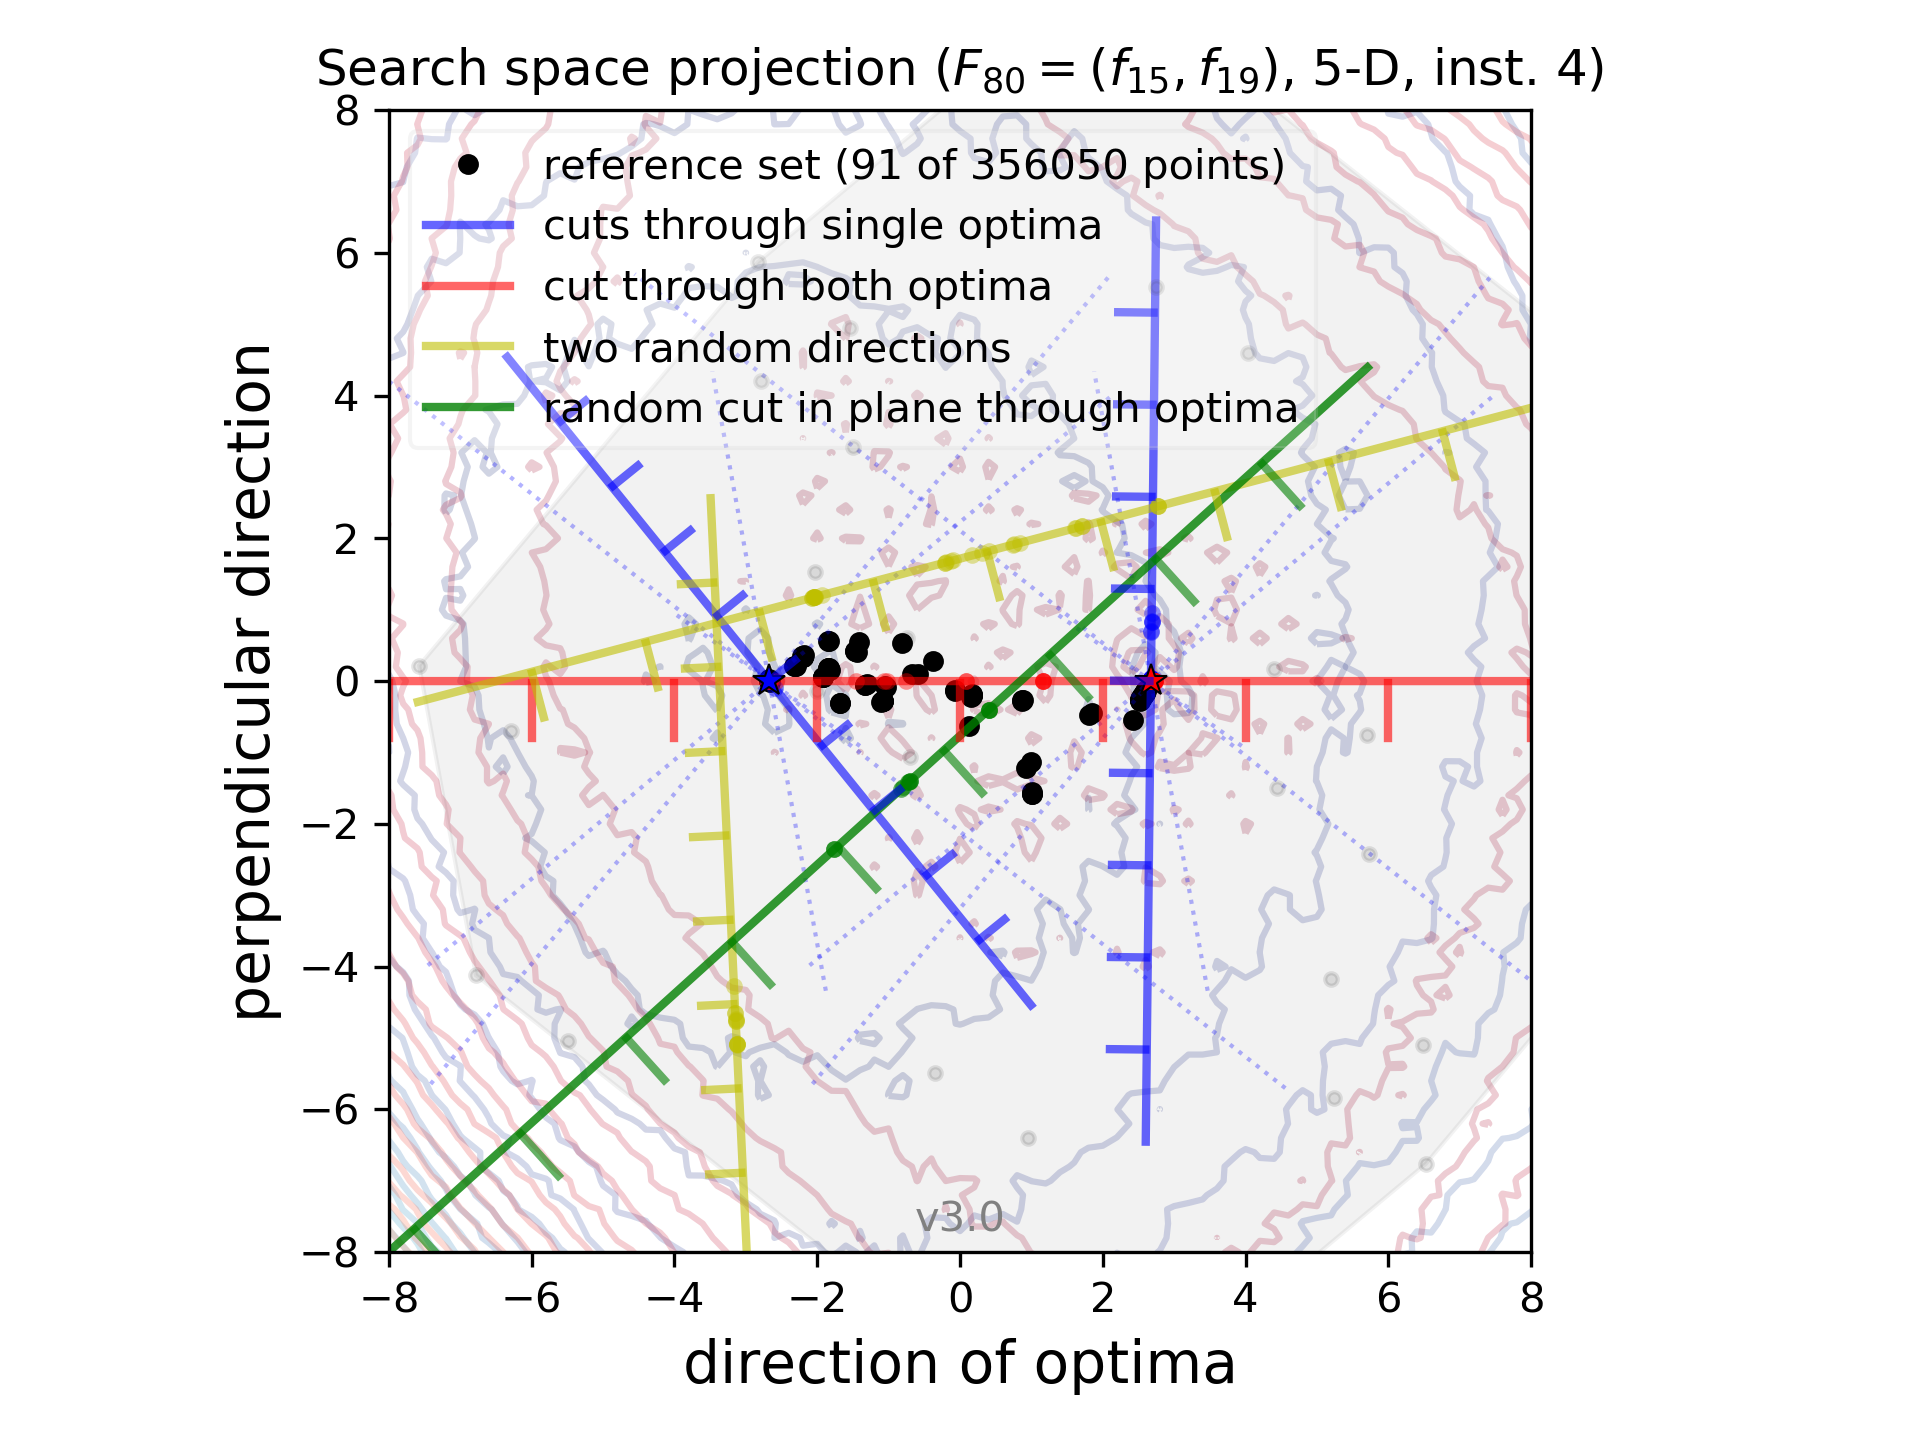 Search space projection (F₈₀ = (f₁₅, f₁₉), 5-D, inst. 4)
8
6
4
2
0
−2
−4
−6
−8
perpendicular direction
reference set (91 of 356050 points)
cuts through single optima
cut through both optima
two random directions
random cut in plane through optima
v3.0
−8 −6 −4 −2 0 2 4 6 8
direction of optima